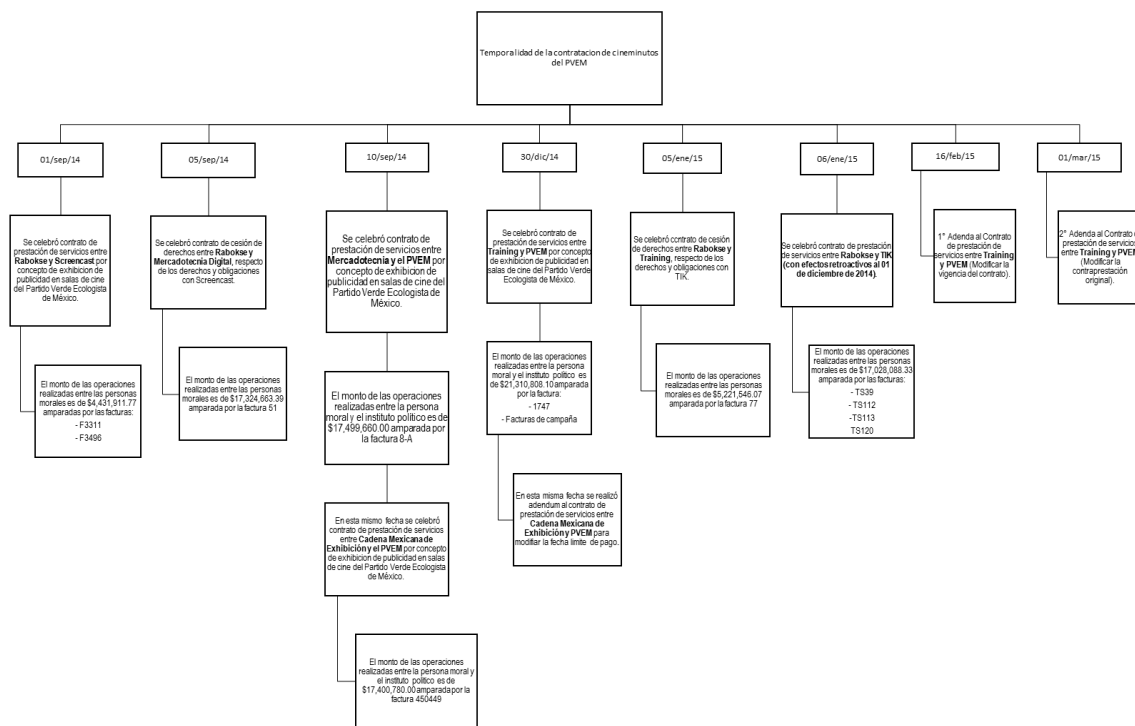 Temporalidad de la contratacion de cineminutos
del PVEM
01/sep/14
05/sep/14
10/sep/14
30/dic/14
05/ene/15
06/ene/15
16/feb/15
01/mar/15
Se celebró contrato de
prestación de servicios entre
Rabokse y Screencast por
concepto de exhibicion de
publicidad en salas de cine
del Partido Verde Ecologista
de México.
El monto de las operaciones
realizadas entre las personas
morales es de $4,431,911.77
amparadas por las facturas:
- F3311
- F3496
Se celebró contrato de cesión de
derechos entre Rabokse y
Mercadotecnia Digital, respecto
de los derechos y obligaciones
con Screencast.
El monto de las operaciones
realizadas entre las personas
morales es de $17,324,663.39
amparada por la factura 51
Se celebró contrato de
prestación de servicios entre
Mercadotecnia y el PVEM por
concepto de exhibicion de
publicidad en salas de cine del
Partido Verde Ecologista de
México.
El monto de las operaciones
realizadas entre la persona
moral y el instituto político es de
$17,499,660.00 amparada por
la factura 8-A
En esta mismo fecha se celebró
contrato de prestación de servicios
entre Cadena Mexicana de
Exhibición y el PVEM por concepto
de exhibicion de publicidad en salas
de cine del Partido Verde Ecologista
de México.
El monto de las operaciones
realizadas entre la persona moral y
el instituto político es de
$17,400,780.00 amparada por la
factura 450449
Se celebró contrato de
prestación de servicios entre
Training y PVEM por concepto
de exhibicion de publicidad en
salas de cine del Partido Verde
Ecologista de México.
El monto de las operaciones
realizadas entre la persona
moral y el instituto político es
de $21,310,808.10 amparada
por la factura:
- 1747
- Facturas de campaña
En esta misma fecha se realizó
adendum al contrato de
prestación de servicios entre
Cadena Mexicana de
Exhibición y PVEM para
modifiar la fecha limite de pago.
Se celebró contrato de cesión
de derechos entre Rabokse y
Training, respecto de los
derechos y obligaciones con
TIK.
El monto de las operaciones
realizadas entre las personas
morales es de $5,221,546.07
amparada por la factura 77
Se celebró contrato de prestación
de servicios entre Rabokse y TIK
(con efectos retroactivos al 01
de diciembre de 2014).
El monto de las operaciones
realizadas entre las personas
morales es de $17,028,088.33
amparada por las facturas:
- TS39
- TS112
-TS113
TS120
1° Adenda al Contrato
de prestación de
servicios entre Training
y PVEM (Modificar la
vigencia del contrato).
2° Adenda al Contrato de
prestación de servicios
entre Training y PVEM
(Modificar la
contraprestación
original).